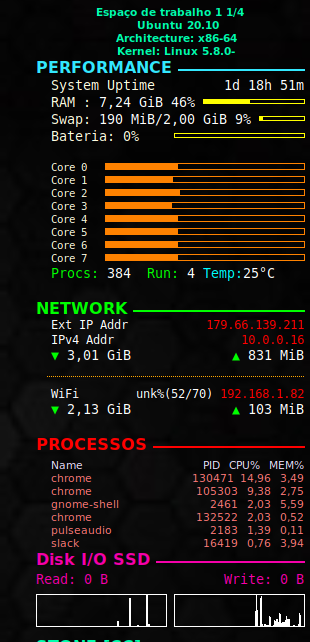 Espaço de trabalho 1 1/4
Ubuntu 20.10
Architecture: x86-64
Kernel: Linux 5.8.0-
PERFORMANCE
System Uptime 1d 18h 51m
RAM : 7,24 GiB 46%
Swap: 190 MiB/2,00 GiB 9%
Bateria: 0%
Core 0
Core 1
Core 2
Core 3
Core 4
Core 5
Core 6
Core 7
Procs: 384 Run: 4 Temp:25°C
NETWORK
Ext IP Addr 179.66.139.211
IPv4 Addr 10.0.0.16
▼ 3,01 GiB ▲ 831 MiB
WiFi unk%(52/70) 192.168.1.82
▼ 2,13 GiB ▲ 103 MiB
PROCESSOS
Name PID CPU% MEM%
chrome 130471 14,96 3,49
chrome 105303 9,38 2,75
gnome-shell 2461 2,03 5,59
chrome 132522 2,03 0,52
pulseaudio 2183 1,39 0,11
slack 16419 0,76 3,94
Disk I/O SSD
Read: 0 B Write: 0 B